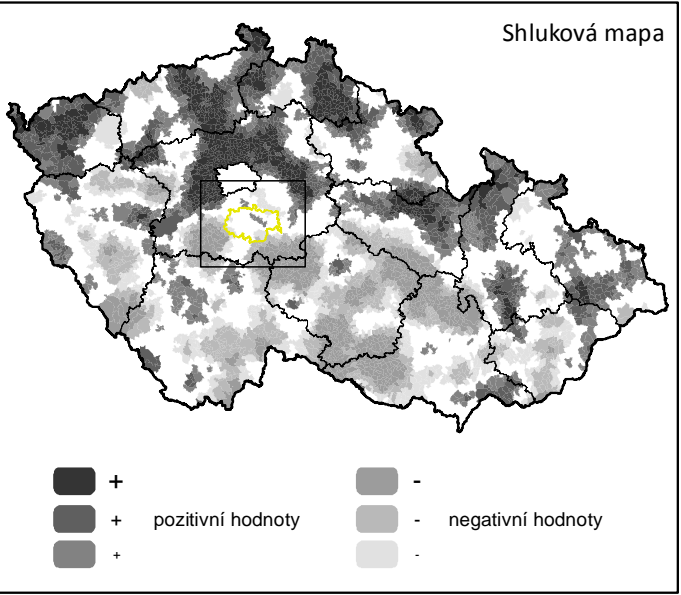 Shluková mapa
+ -
+ pozitivní hodnoty - negativní hodnoty
+ -